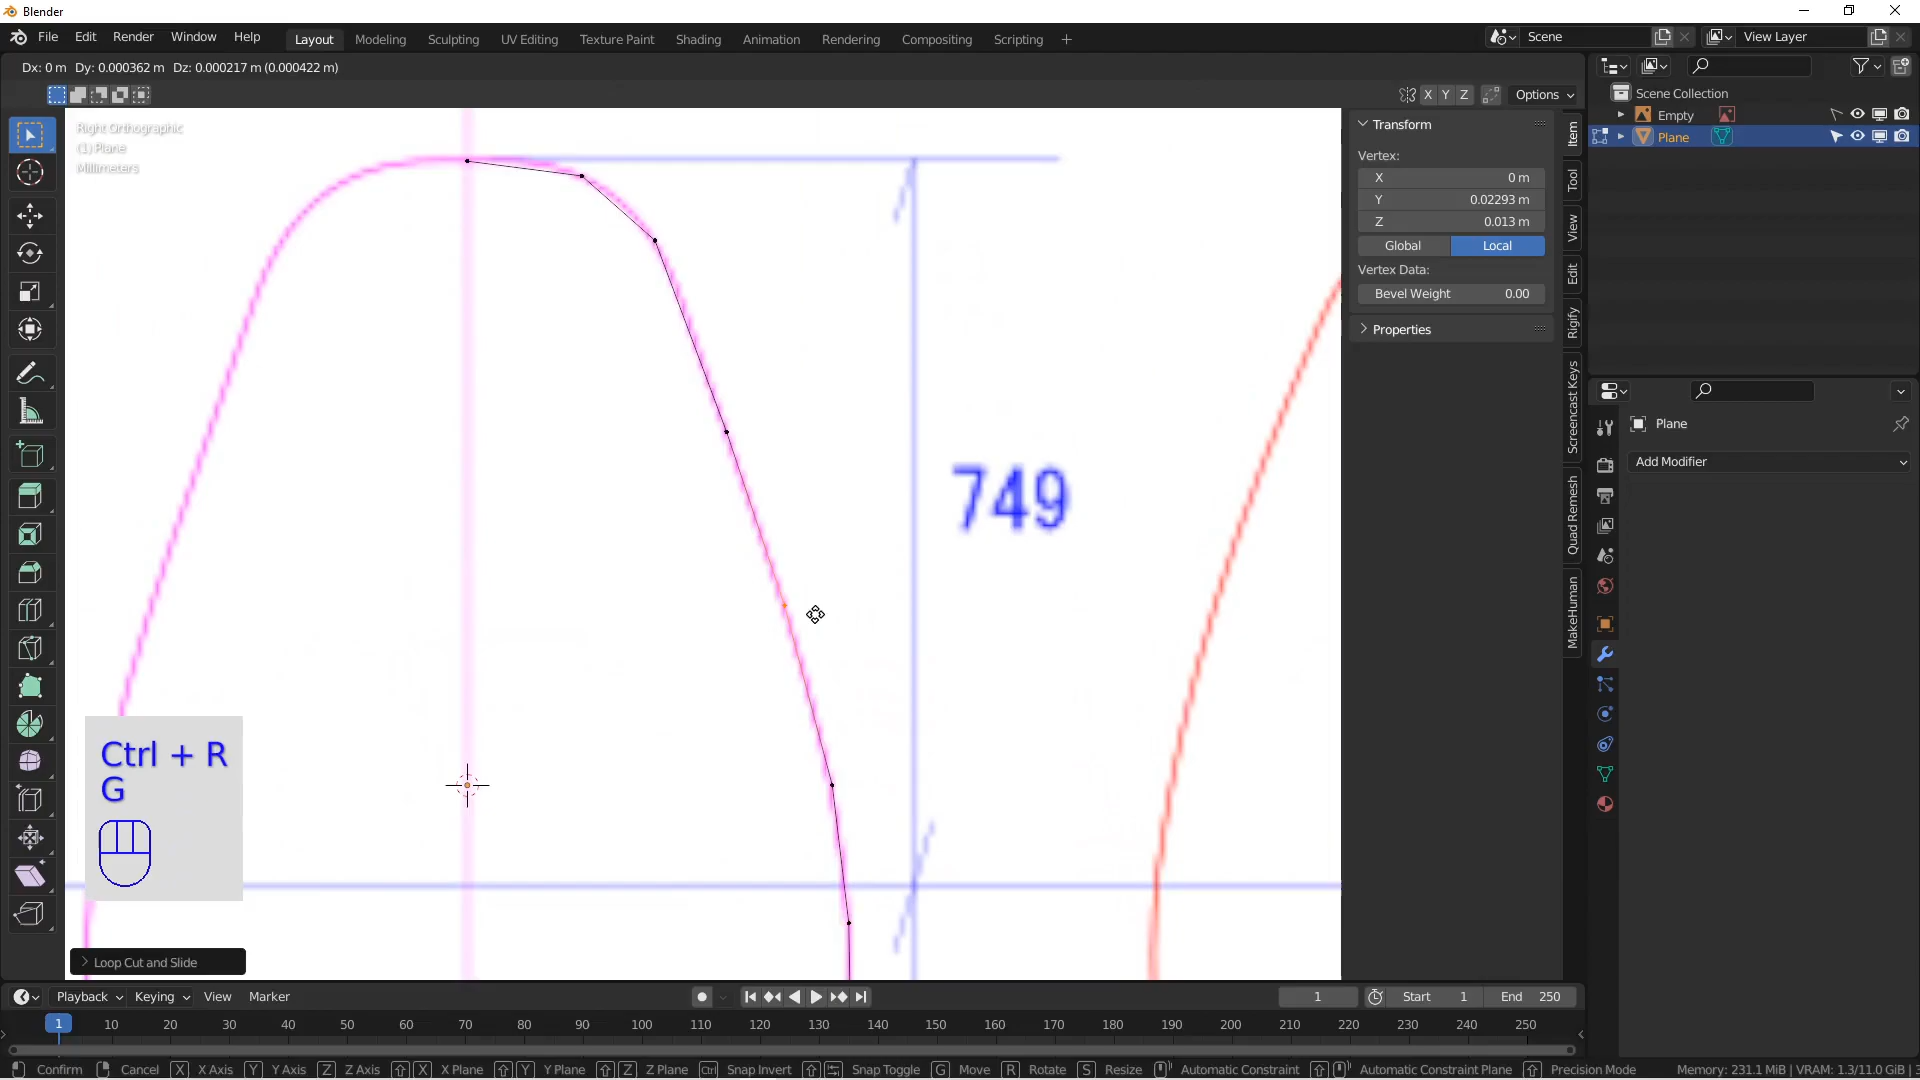 Blender
File Edit Render Window Help
Layout Modeling Sculpting UV Editing Texture Paint Shading Animation Rendering Compositing Scripting +
Scene
View Layer
Dx: 0 m Dy: 0.000362 m Dz: 0.000217 m (0.000422 m)
X Y Z Options
Right Orthographic
(1) Plane
Millimeters
Transform
Vertex:
X 0 m
Y 0.02293 m
Z 0.013 m
Global Local
Vertex Data:
Bevel Weight 0.00
Properties
Item
Tool
View
Edit
Rigify
Screencast Keys
Quad Remesh
MakeHuman
Scene Collection
Empty
Plane
Plane
Add Modifier
749
Ctrl + R
G
Loop Cut and Slide
Playback Keying View Marker
1 Start 1 End 250
1 10 20 30 40 50 60 70 80 90 100 110 120 130 140 150 160 170 180 190 200 210 220 230 240 250
Confirm Cancel X X Axis Y Y Axis Z Z Axis X X Plane Y Y Plane Z Z Plane Ctrl Snap Invert Snap Toggle G Move R Rotate S Resize Automatic Constraint Automatic Constraint Plane Precision Mode Memory: 231.1 MiB | VRAM: 1.3/11.0 GiB |